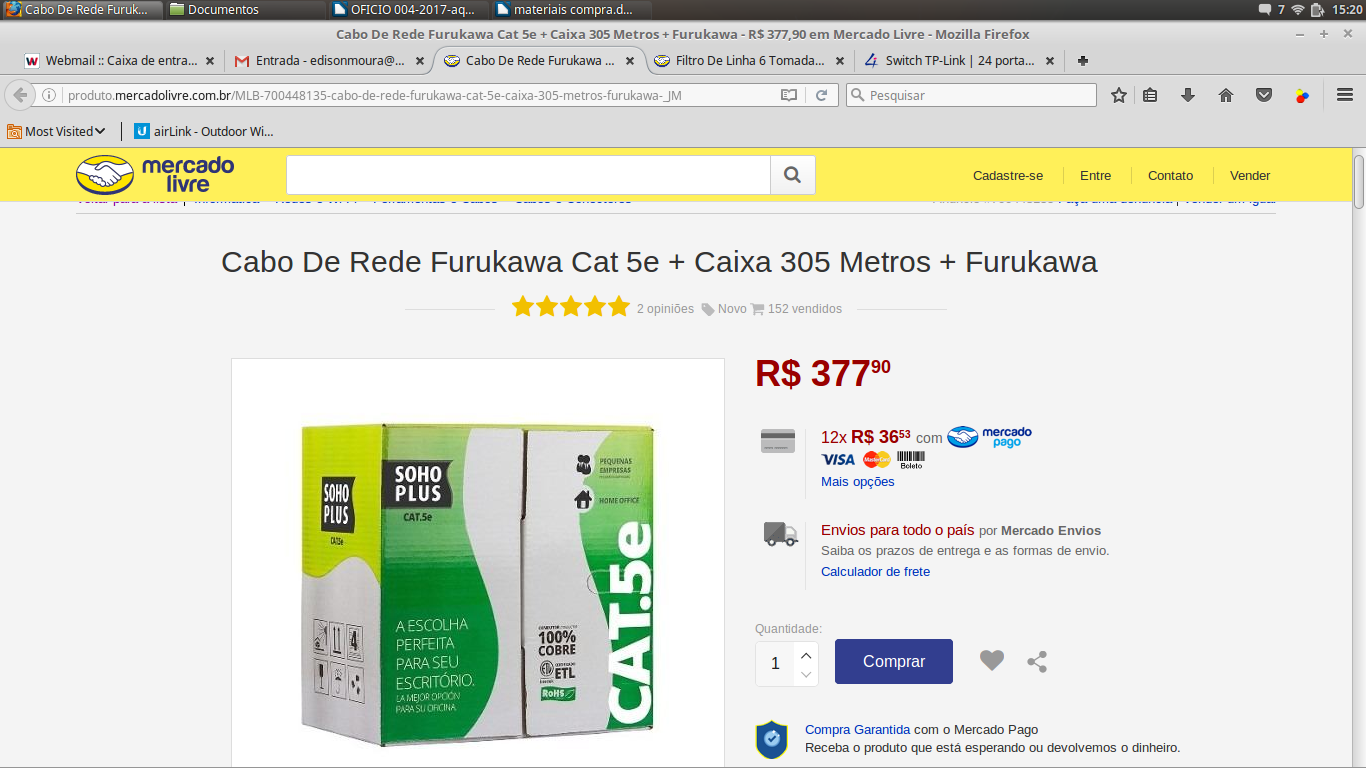 Cabo De Rede Furuk...
Documentos
OFICIO 004-2017-aq...
materiais compra.d...
7
15:20
Cabo De Rede Furukawa Cat 5e + Caixa 305 Metros + Furukawa - R$ 377,90 em Mercado Livre - Mozilla Firefox
Webmail :: Caixa de entra...
Entrada - edisonmoura@...
Cabo De Rede Furukawa ...
Filtro De Linha 6 Tomada...
Switch TP-Link | 24 porta...
produto.mercadolivre.com.br/MLB-700448135-cabo-de-rede-furukawa-cat-5e-caixa-305-metros-furukawa-_JM
Pesquisar
Most Visited
airLink - Outdoor Wi...
mercado
livre
Cadastre-se
Entre
Contato
Vender
Cabo De Rede Furukawa Cat 5e + Caixa 305 Metros + Furukawa
2 opiniões Novo 152 vendidos
R$ 377 90
12x R$ 36 53 com mercado pago
VISA MasterCard Boleto
Mais opções
Envios para todo o país por Mercado Envios
Saiba os prazos de entrega e as formas de envio.
Calculador de frete
Quantidade:
1
Comprar
Compra Garantida com o Mercado Pago
Receba o produto que está esperando ou devolvemos o dinheiro.
SOHO
PLUS
CAT.5e
SOHO
PLUS
CAT.5e
PEQUENAS
EMPRESAS
HOME OFFICE
CAT.5e
A ESCOLHA
PERFEITA
PARA SEU
ESCRITÓRIO.
LA MEJOR OPCIÓN
PARA SU OFICINA.
100%
COBRE
ETL
RoHS
4